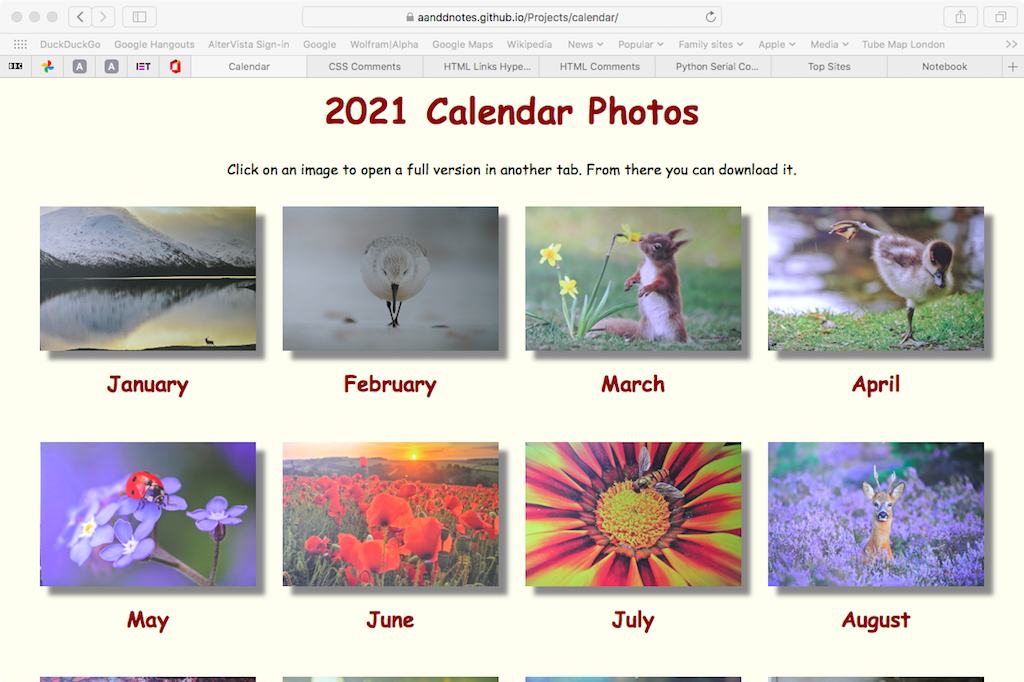 aanddnotes.github.io/Projects/calendar/
DuckDuckGo Google Hangouts AlterVista Sign-in Google Wolfram|Alpha Google Maps Wikipedia News Popular Family sites Apple Media Tube Map London >>
BBC A A IET Calendar CSS Comments HTML Links Hype... HTML Comments Python Serial Co... Top Sites Notebook +
2021 Calendar Photos
Click on an image to open a full version in another tab. From there you can download it.
January February March April
May June July August